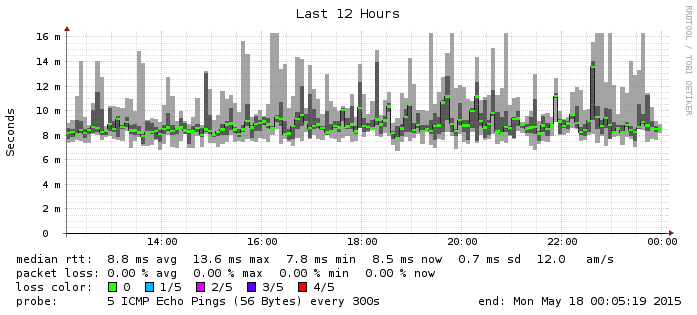 Last 12 Hours
RRDTOOL / TOBI OETIKER
Seconds
16 m
14 m
12 m
10 m
8 m
6 m
4 m
2 m
0
14:00 16:00 18:00 20:00 22:00 00:00
median rtt: 8.8 ms avg 13.6 ms max 7.8 ms min 8.5 ms now 0.7 ms sd 12.0 am/s
packet loss: 0.00 % avg 0.00 % max 0.00 % min 0.00 % now
loss color: 0 1/5 2/5 3/5 4/5
probe: 5 ICMP Echo Pings (56 Bytes) every 300s end: Mon May 18 00:05:19 2015